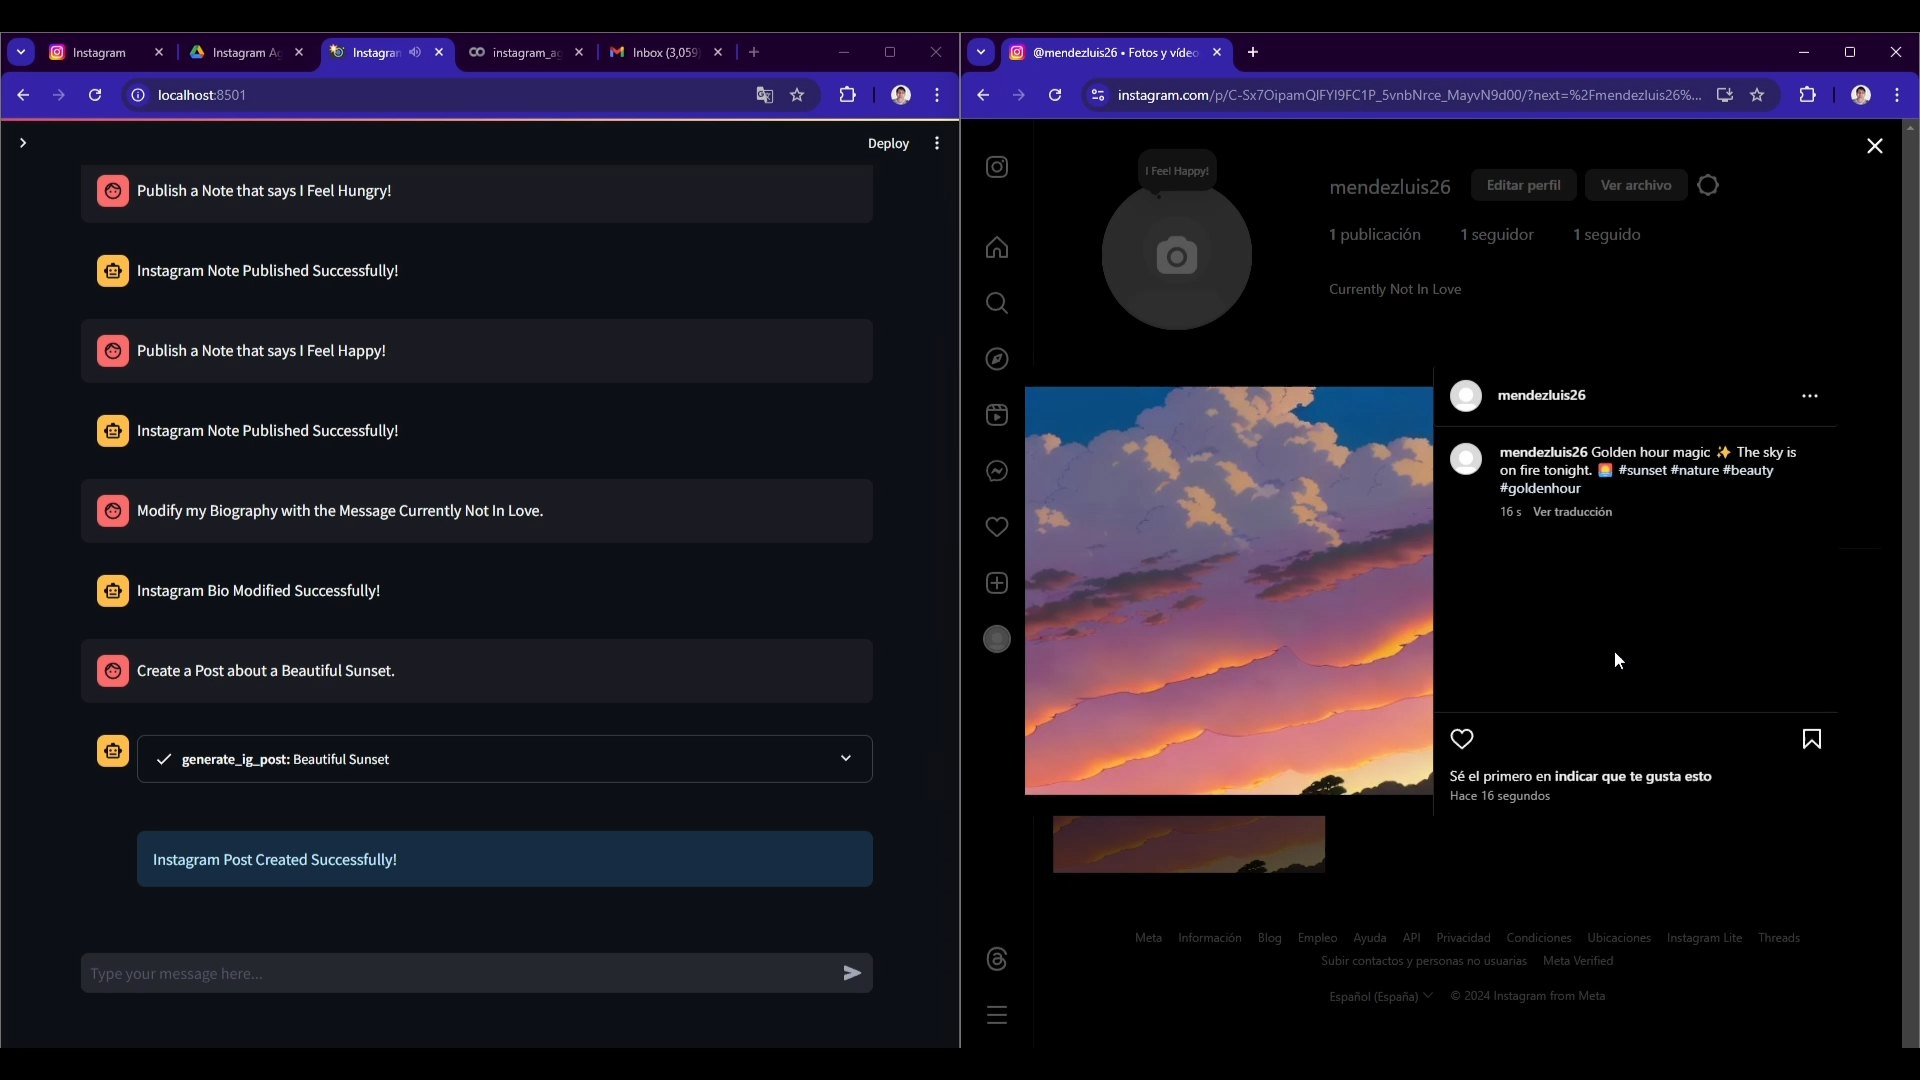 Instagram
Instagram Ag
Instagran
instagram_ag
Inbox (3,059)
localhost:8501
Deploy
Publish a Note that says I Feel Hungry!
Instagram Note Published Successfully!
Publish a Note that says I Feel Happy!
Instagram Note Published Successfully!
Modify my Biography with the Message Currently Not In Love.
Instagram Bio Modified Successfully!
Create a Post about a Beautiful Sunset.
generate_ig_post: Beautiful Sunset
Instagram Post Created Successfully!
Type your message here...
@mendezluis26 • Fotos y vídeo
instagram.com/p/C-Sx7OipamQIFYI9FC1P_5vnbNrce_MayvN9d00/?next=%2Fmendezluis26%...
I Feel Happy!
mendezluis26 Editar perfil Ver archivo
1 publicación 1 seguidor 1 seguido
Currently Not In Love
mendezluis26
mendezluis26 Golden hour magic ✨ The sky is
on fire tonight. 🌅 #sunset #nature #beauty
#goldenhour
16 s Ver traducción
Sé el primero en indicar que te gusta esto
Hace 16 segundos
Meta Información Blog Empleo Ayuda API Privacidad Condiciones Ubicaciones Instagram Lite Threads
Subir contactos y personas no usuarias Meta Verified
Español (España) © 2024 Instagram from Meta